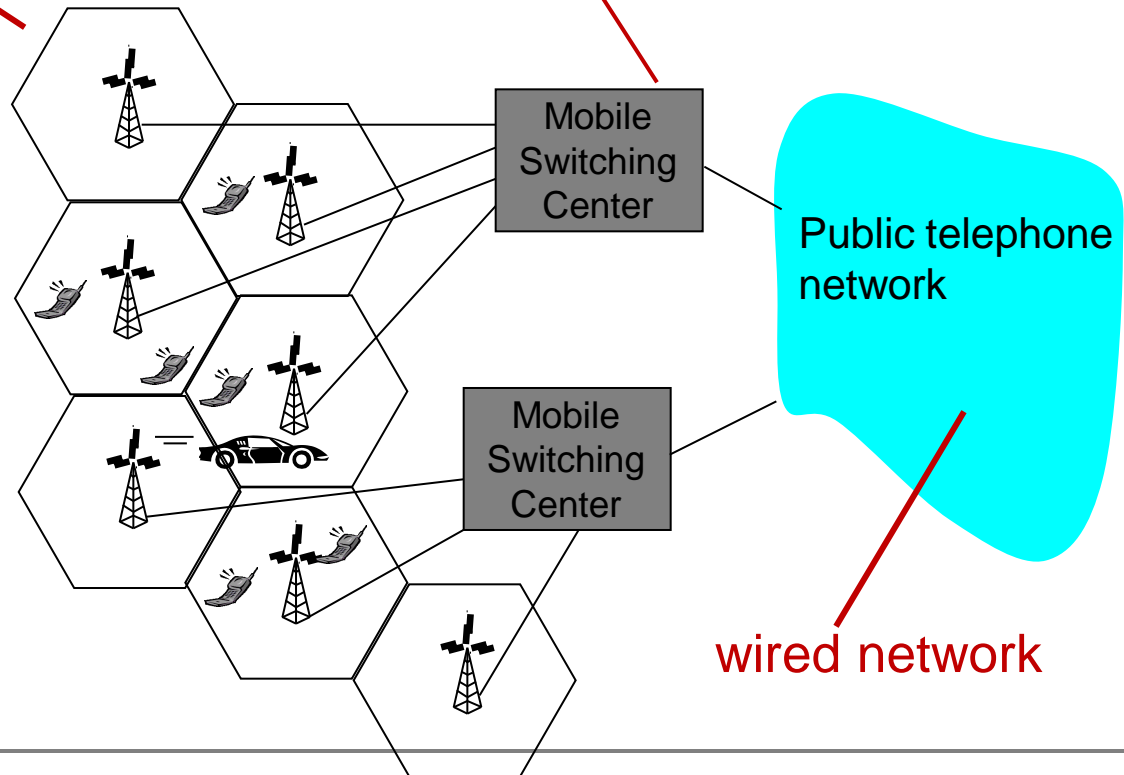 Mobile
Switching
Center
Public telephone
network
Mobile
Switching
Center
wired network